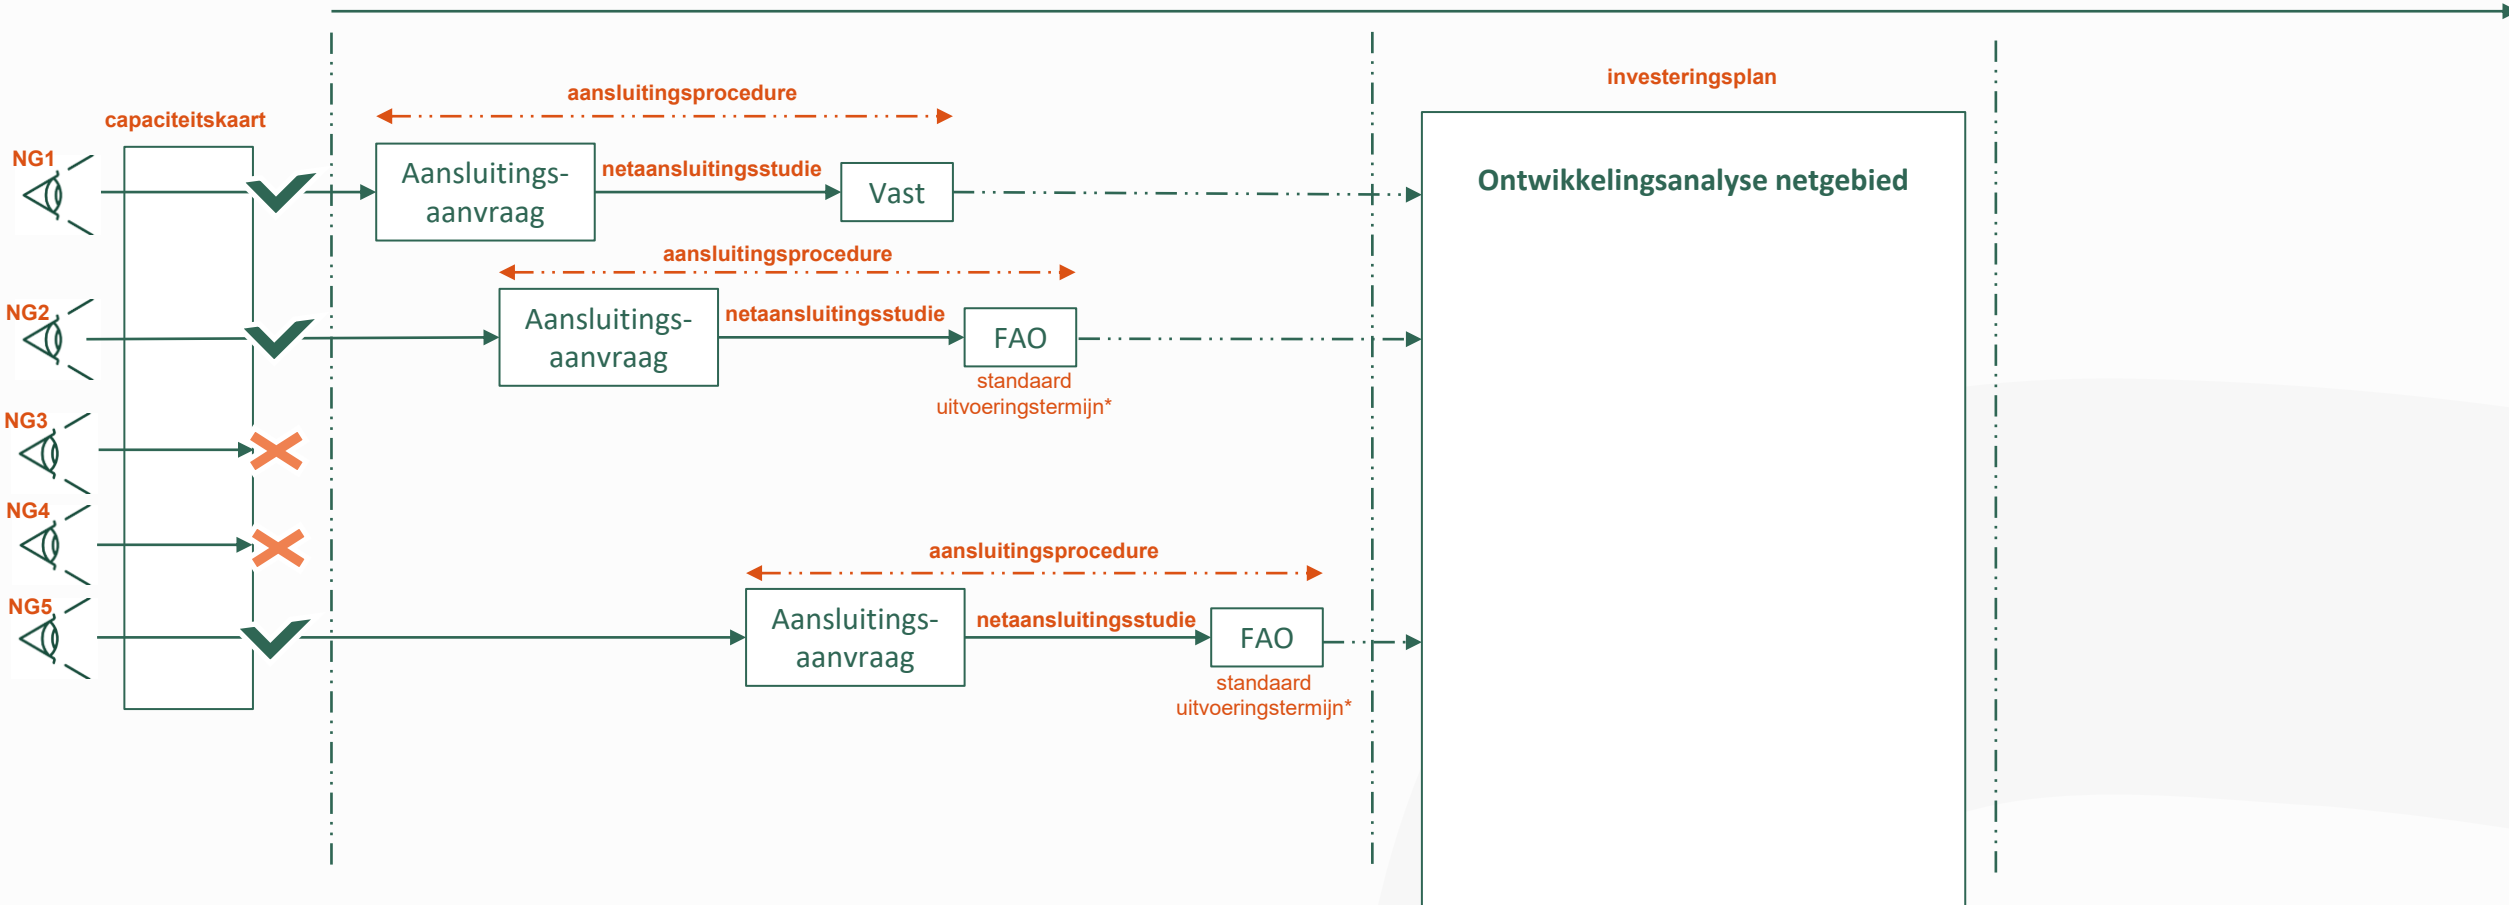 investeringsplan
aansluitingsprocedure
capaciteitskaart
NG1
Aansluitings-
aanvraag
netaansluitingsstudie
Vast
Ontwikkelingsanalyse netgebied
aansluitingsprocedure
NG2
Aansluitings-
aanvraag
netaansluitingsstudie
FAO
standaard
uitvoeringstermijn*
NG3
NG4
aansluitingsprocedure
NG5
Aansluitings-
aanvraag
netaansluitingsstudie
FAO
standaard
uitvoeringstermijn*